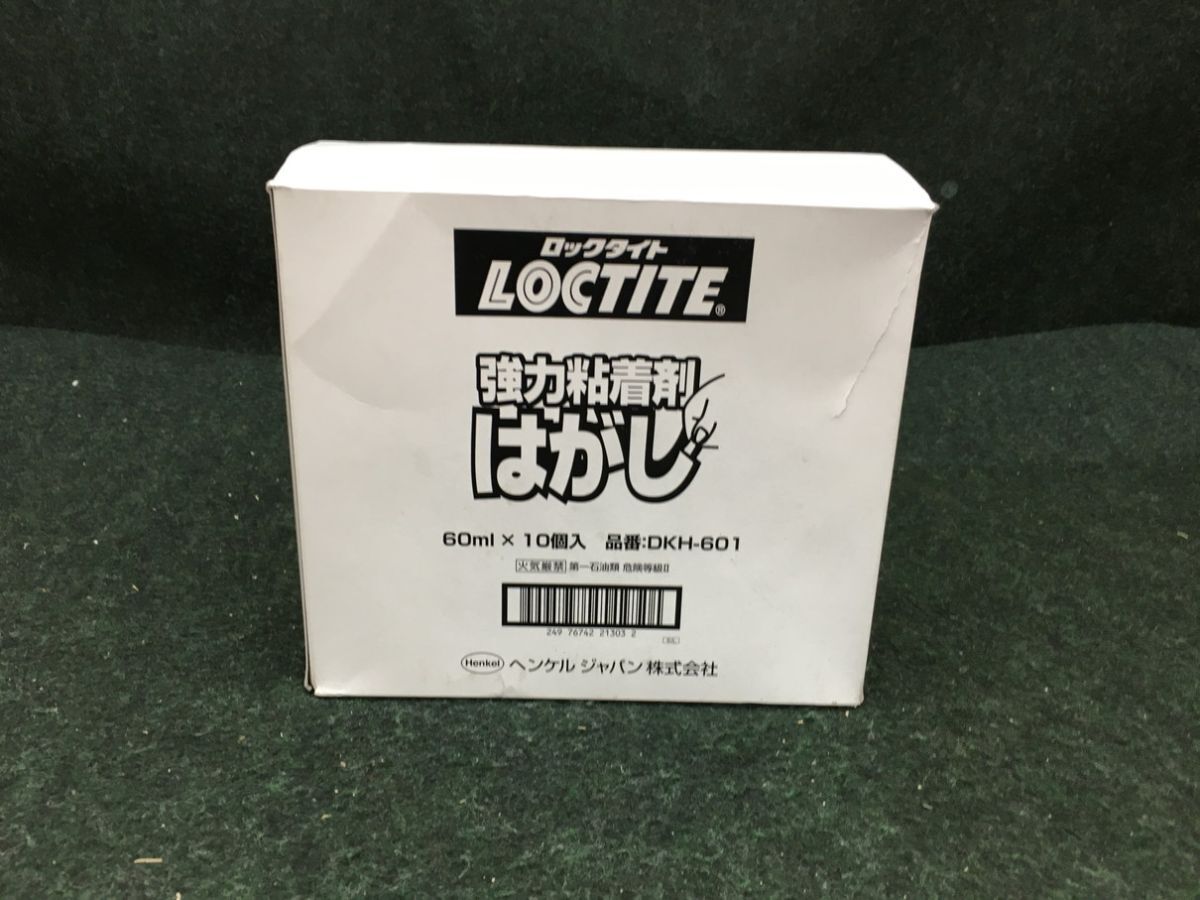 ロックタイト
LOCTITE®
強力粘着剤
はがし
60ml × 10個入 品番:DKH-601
火気厳禁 第一石油類 危険等級II
249 76742 21303 2
Henkel ヘンケル ジャパン 株式会社